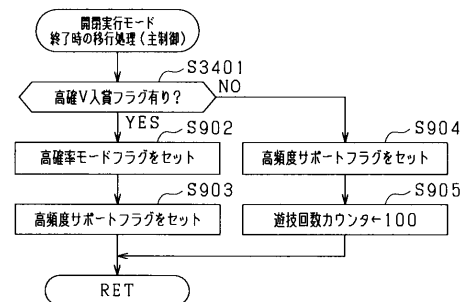 開閉実行モード
終了時の移行処理(主制御)
S3401
高確V入賞フラグ有り?
NO
YES
S902
高確率モードフラグをセット
S904
高頻度サポートフラグをセット
S903
高頻度サポートフラグをセット
S905
遊技回数カウンタ←100
RET